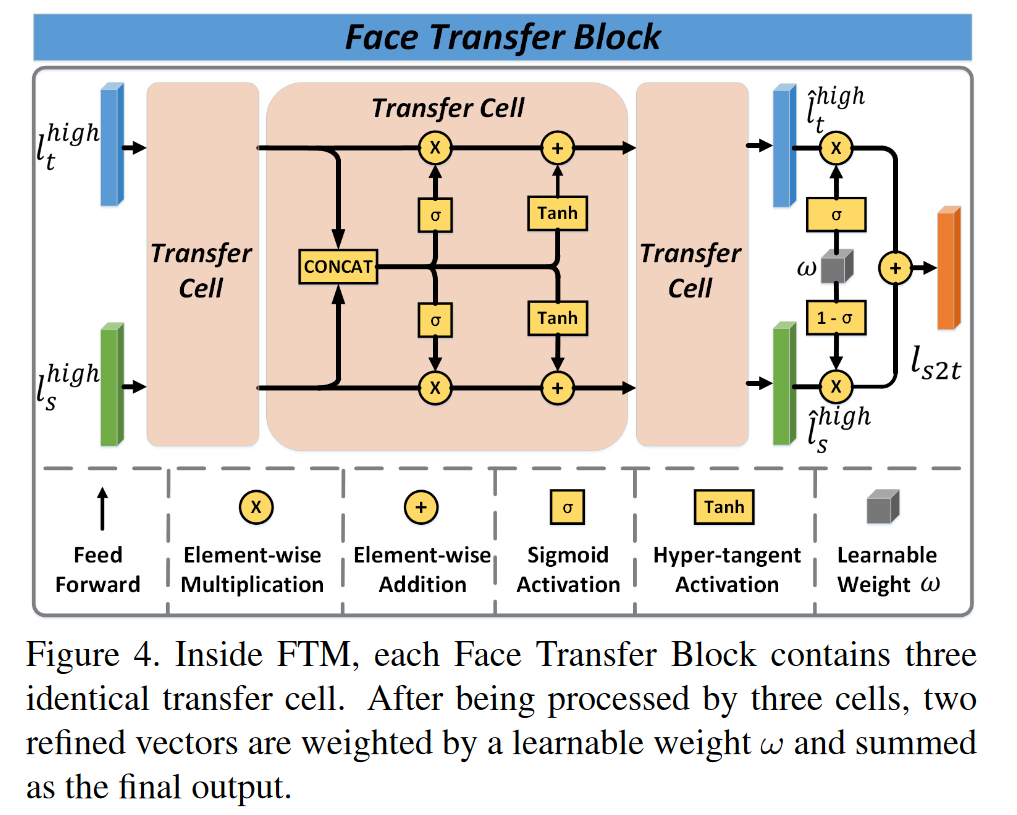 Face Transfer Block
Transfer Cell
l_t^{high}
\hat{l}_t^{high}
X
+
X
σ
Tanh
σ
Transfer
Cell
CONCAT
Transfer
Cell
ω
+
σ
Tanh
1 - σ
l_s^{high}
X
+
X
l_{s2t}
\hat{l}_s^{high}
X
+
σ
Tanh
Feed
Forward
Element-wise
Multiplication
Element-wise
Addition
Sigmoid
Activation
Hyper-tangent
Activation
Learnable
Weight ω
Figure 4. Inside FTM, each Face Transfer Block contains three
identical transfer cell. After being processed by three cells, two
refined vectors are weighted by a learnable weight ω and summed
as the final output.